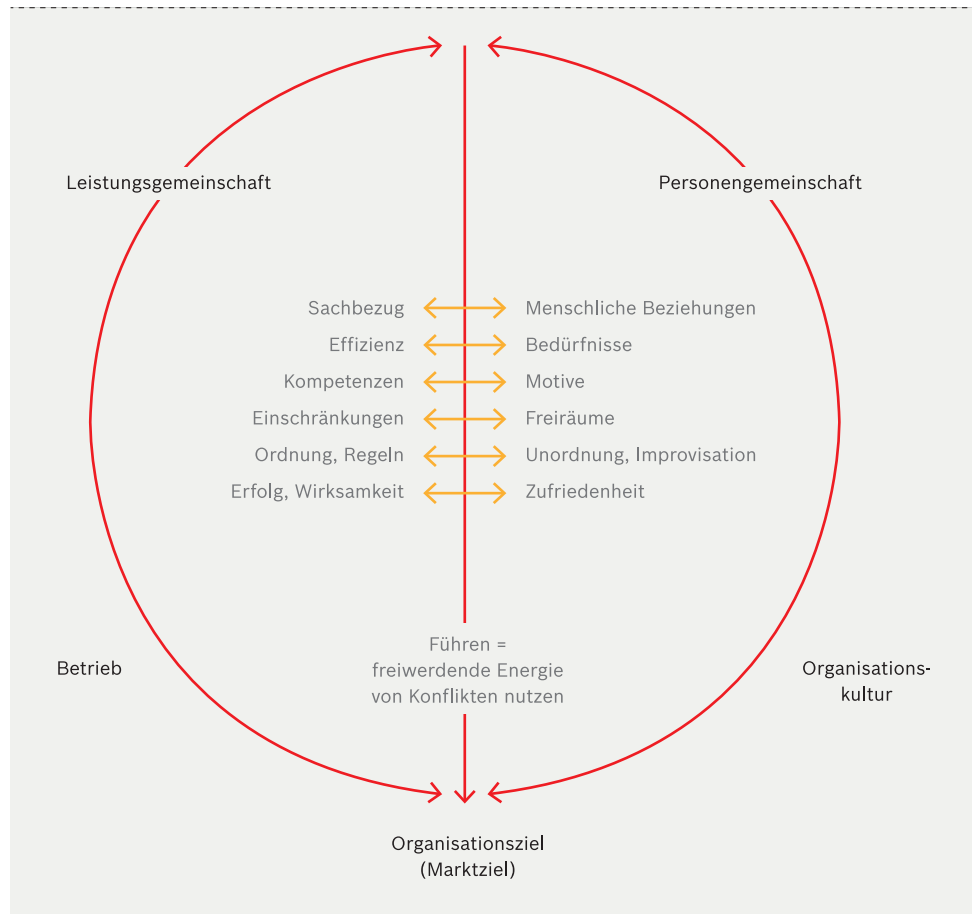 Leistungsgemeinschaft
Personengemeinschaft
Sachbezug
Menschliche Beziehungen
Effizienz
Bedürfnisse
Kompetenzen
Motive
Einschränkungen
Freiräume
Ordnung, Regeln
Unordnung, Improvisation
Erfolg, Wirksamkeit
Zufriedenheit
Führen =
freiwerdende Energie
von Konflikten nutzen
Betrieb
Organisations-
kultur
Organisationsziel
(Marktziel)